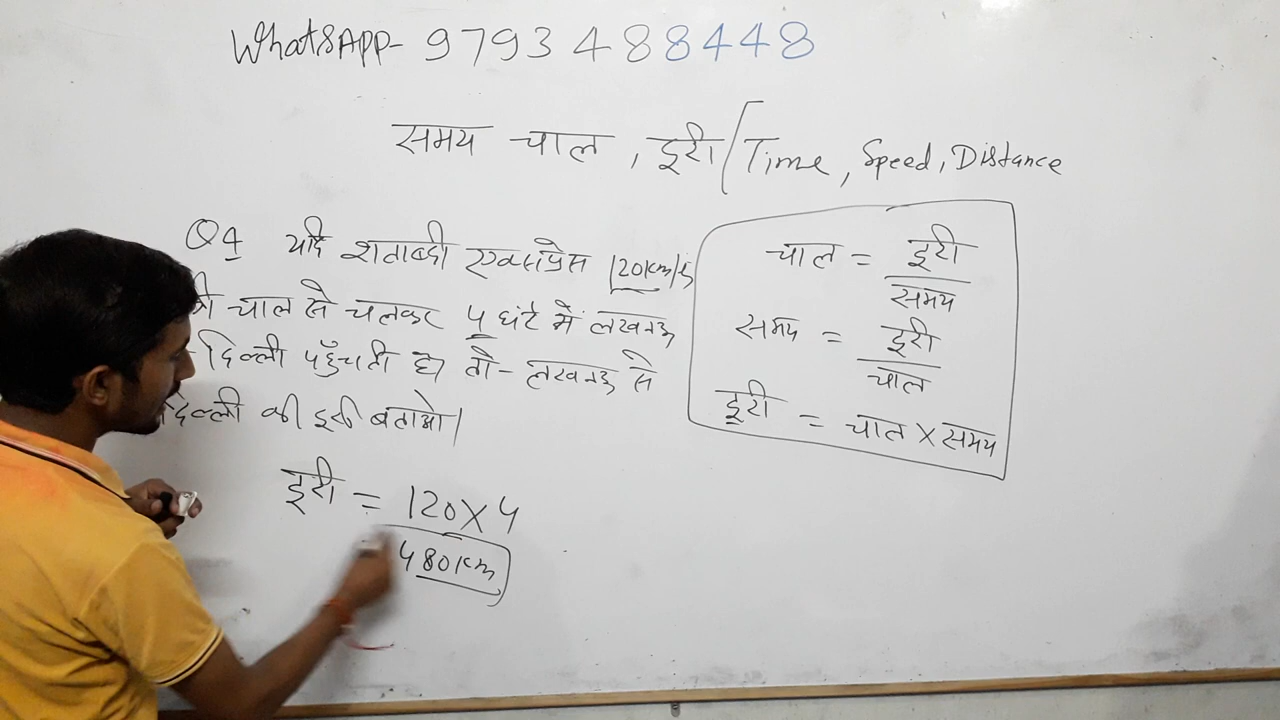 WhatsApp- 9793488448
समय चाल , दूरी / Time, Speed, Distance
Q4 यदि शताब्दी एक्सप्रेस 120km/h
की चाल से चलकर 4 घंटे में लखनऊ
दिल्ली पहुँचती है तो - लखनऊ से
दिल्ली की दूरी बताओ।
दूरी = 120 X 4
480km
चाल = दूरी
समय
समय = दूरी
चाल
दूरी = चाल X समय